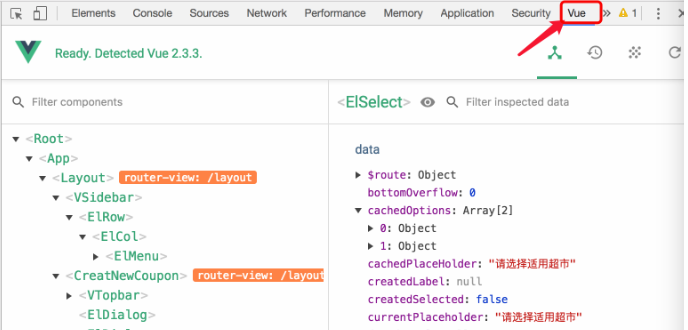 Elements Console Sources Network Performance Memory Application Security Vue » 1
Ready. Detected Vue 2.3.3.
Filter components
<ElSelect> Filter inspected data
<Root>
<App>
<Layout> router-view: /layout
<VSidebar>
<ElRow>
<ElCol>
<ElMenu>
<CreatNewCoupon> router-view: /layout
<VTopbar>
<ElDialog>
data
$route: Object
bottomOverflow: 0
cachedOptions: Array[2]
0: Object
1: Object
cachedPlaceHolder: "请选择适用超市"
createdLabel: null
createdSelected: false
currentPlaceholder: "请选择适用超市"